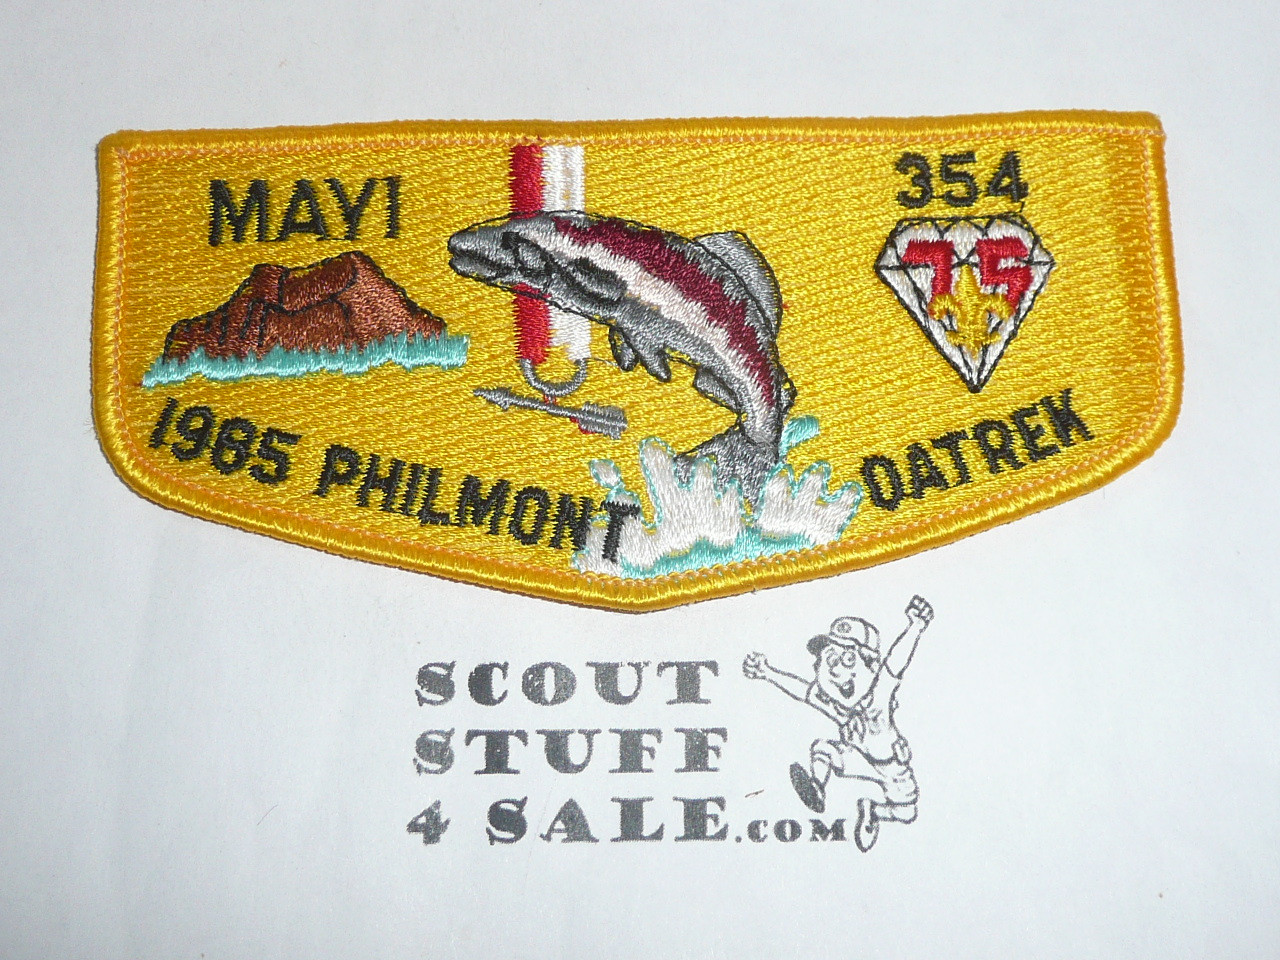 MAYI
354
75
1985 PHILMONT OATREK
SCOUT
STUFF
4 SALE.COM